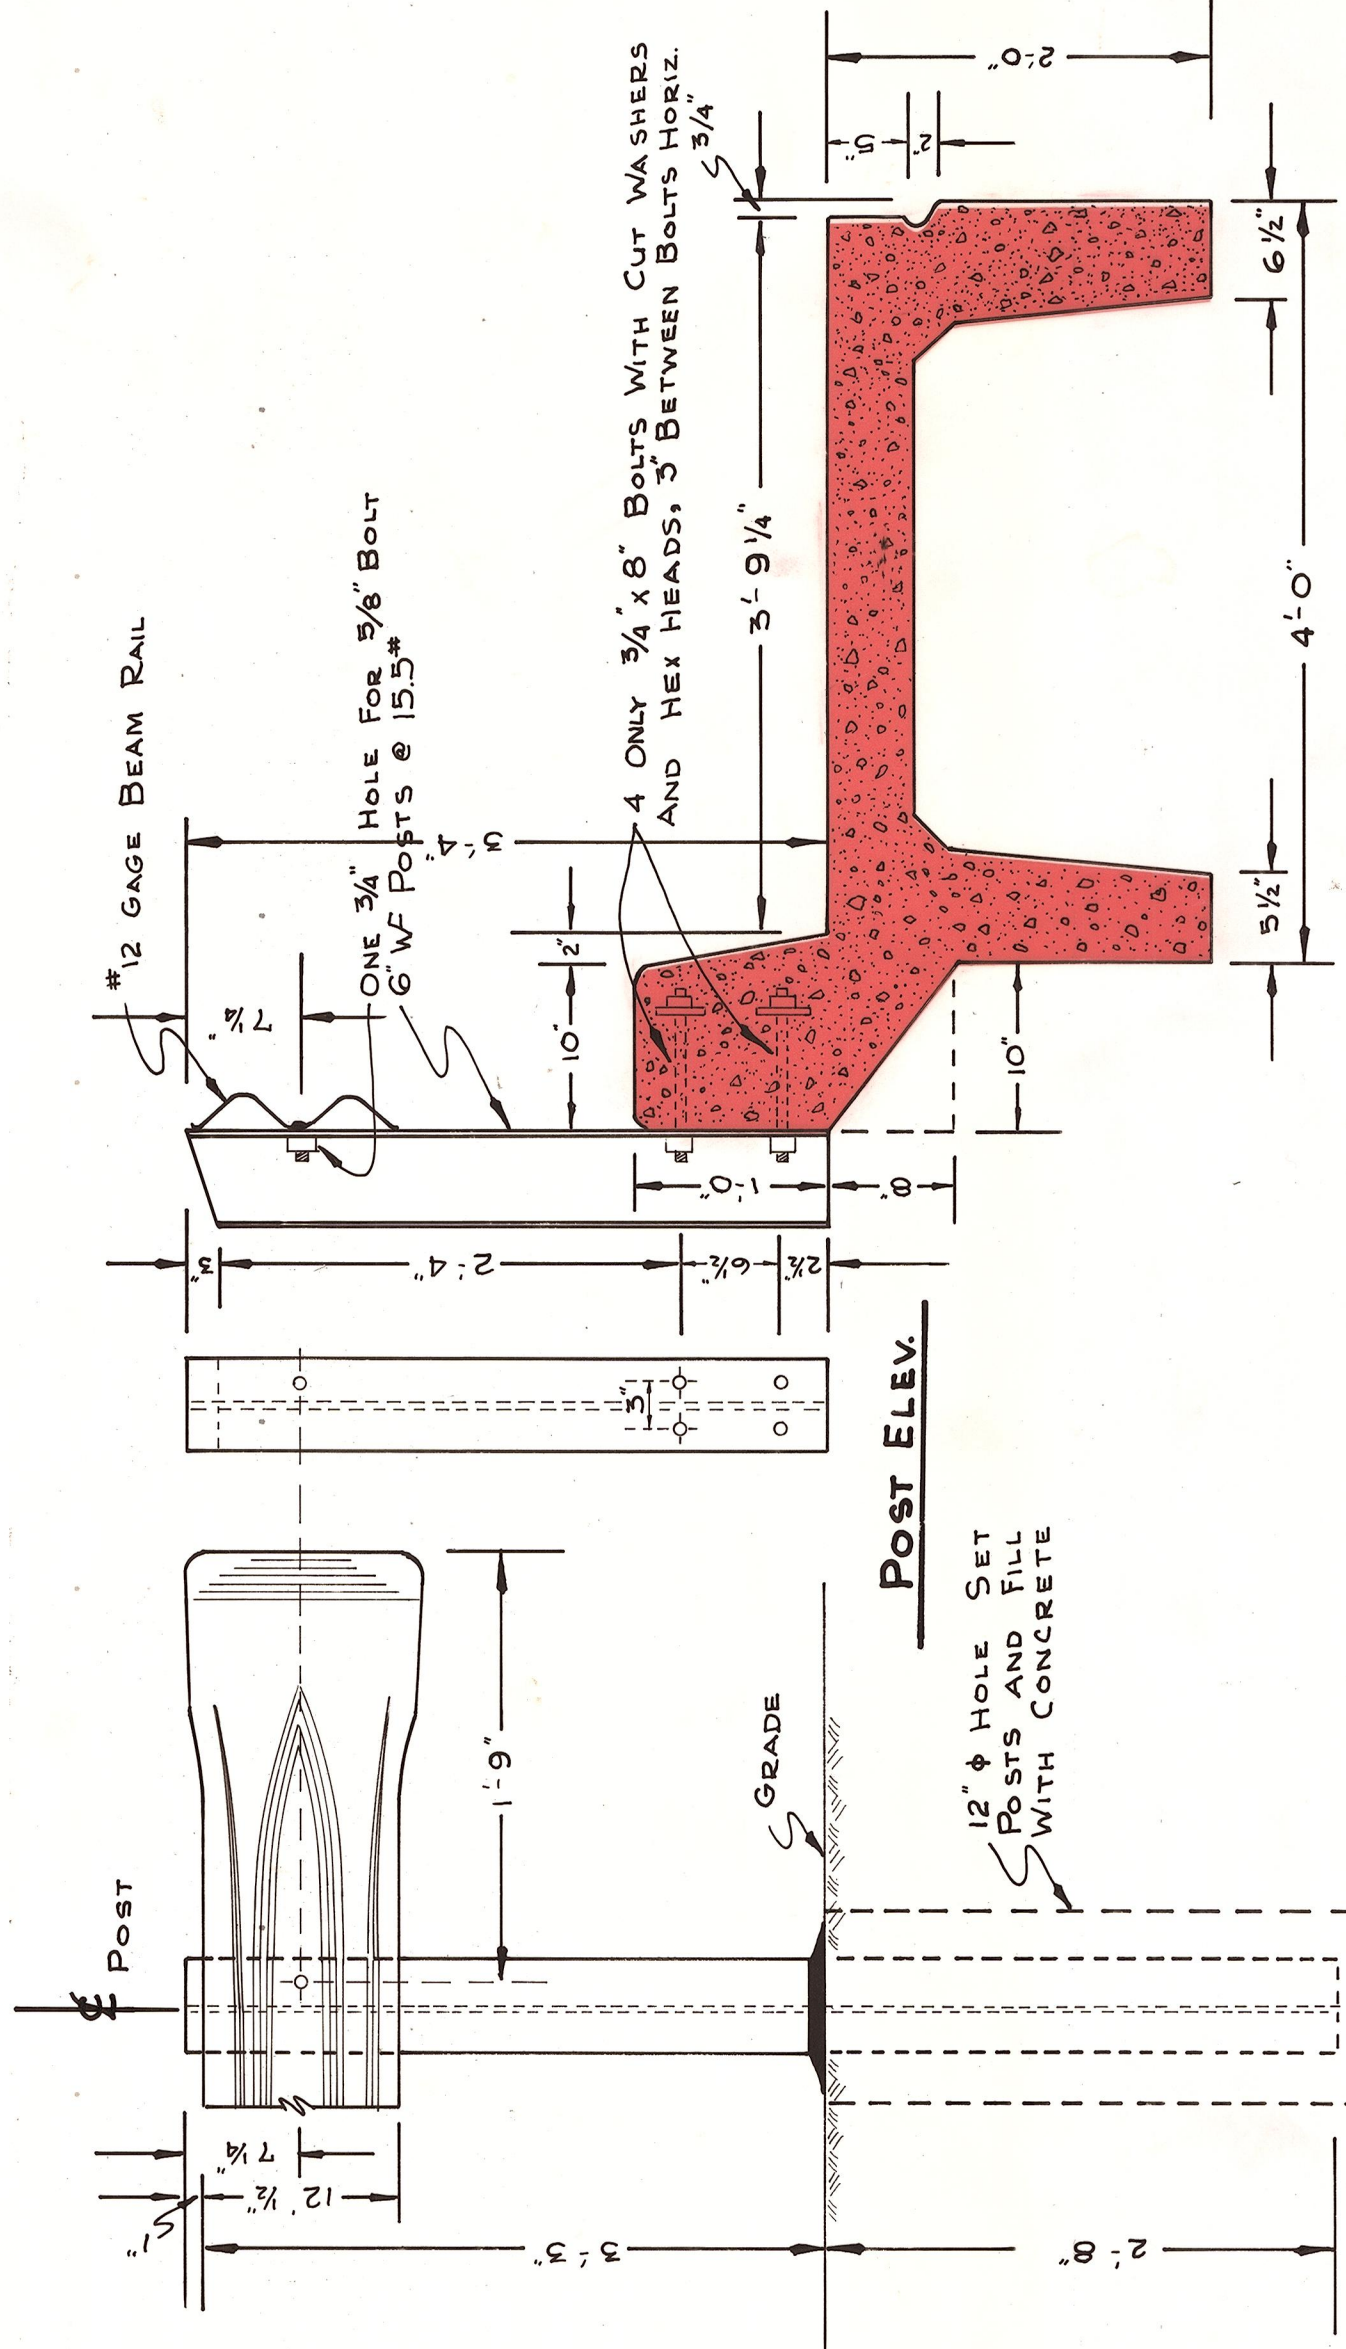 #12 GAGE BEAM RAIL
ONE 3/4" HOLE FOR 5/8" BOLT
6" WF POSTS @ 15.5#
4 ONLY 3/4" x 8" BOLTS WITH CUT WASHERS
AND HEX HEADS, 3" BETWEEN BOLTS HORIZ.
3/4"
7 1/4"
3'-4"
2"
10"
3'-9 1/4"
2'-0"
5"
2"
6 1/2"
4'-0"
5 1/2"
10"
1'-0"
8"
3"
2'-4"
6 1/2"
2 1/2"
3"
POST ELEV.
℄ POST
1'-9"
GRADE
12" ϕ HOLE SET
POSTS AND FILL
WITH CONCRETE
7 1/4"
1"
12' 1/2"
3'-3"
2'-8"